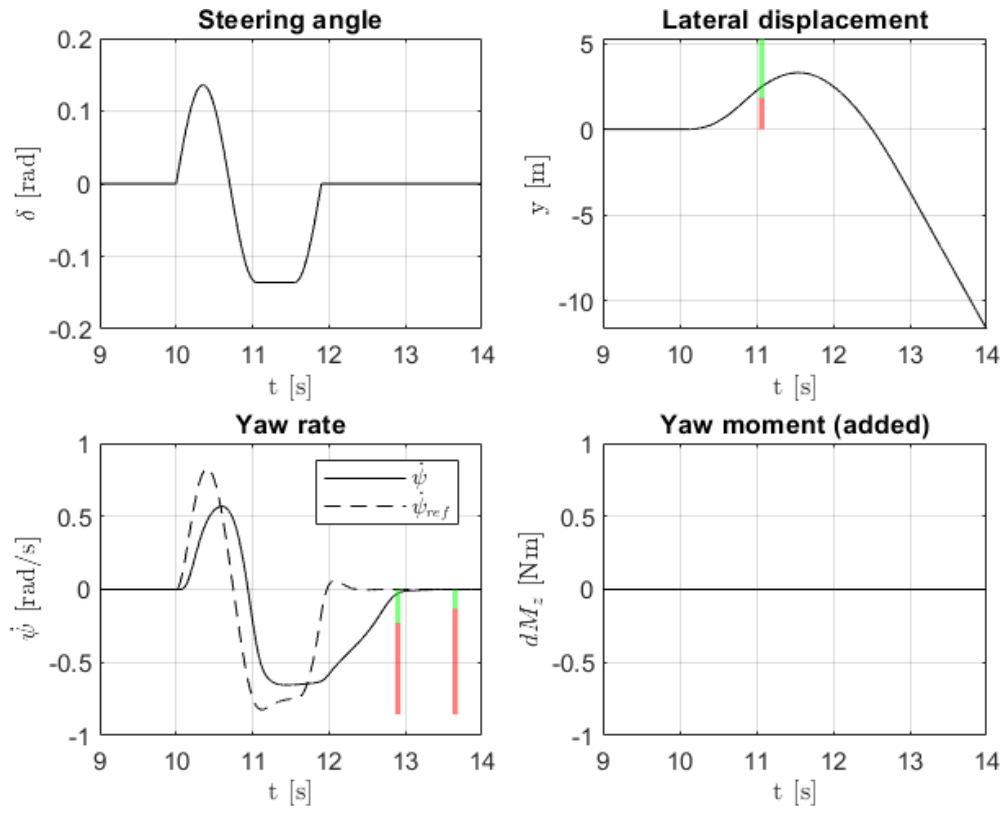 Steering angle
0.2
0.1
0
-0.1
-0.2
δ [rad]
9 10 11 12 13 14
t [s]
Lateral displacement
5
0
-5
-10
y [m]
9 10 11 12 13 14
t [s]
Yaw rate
1
0.5
0
-0.5
-1
ψ̇ [rad/s]
ψ̇
ψ̇_ref
9 10 11 12 13 14
t [s]
Yaw moment (added)
1
0.5
0
-0.5
-1
dM_z [Nm]
9 10 11 12 13 14
t [s]